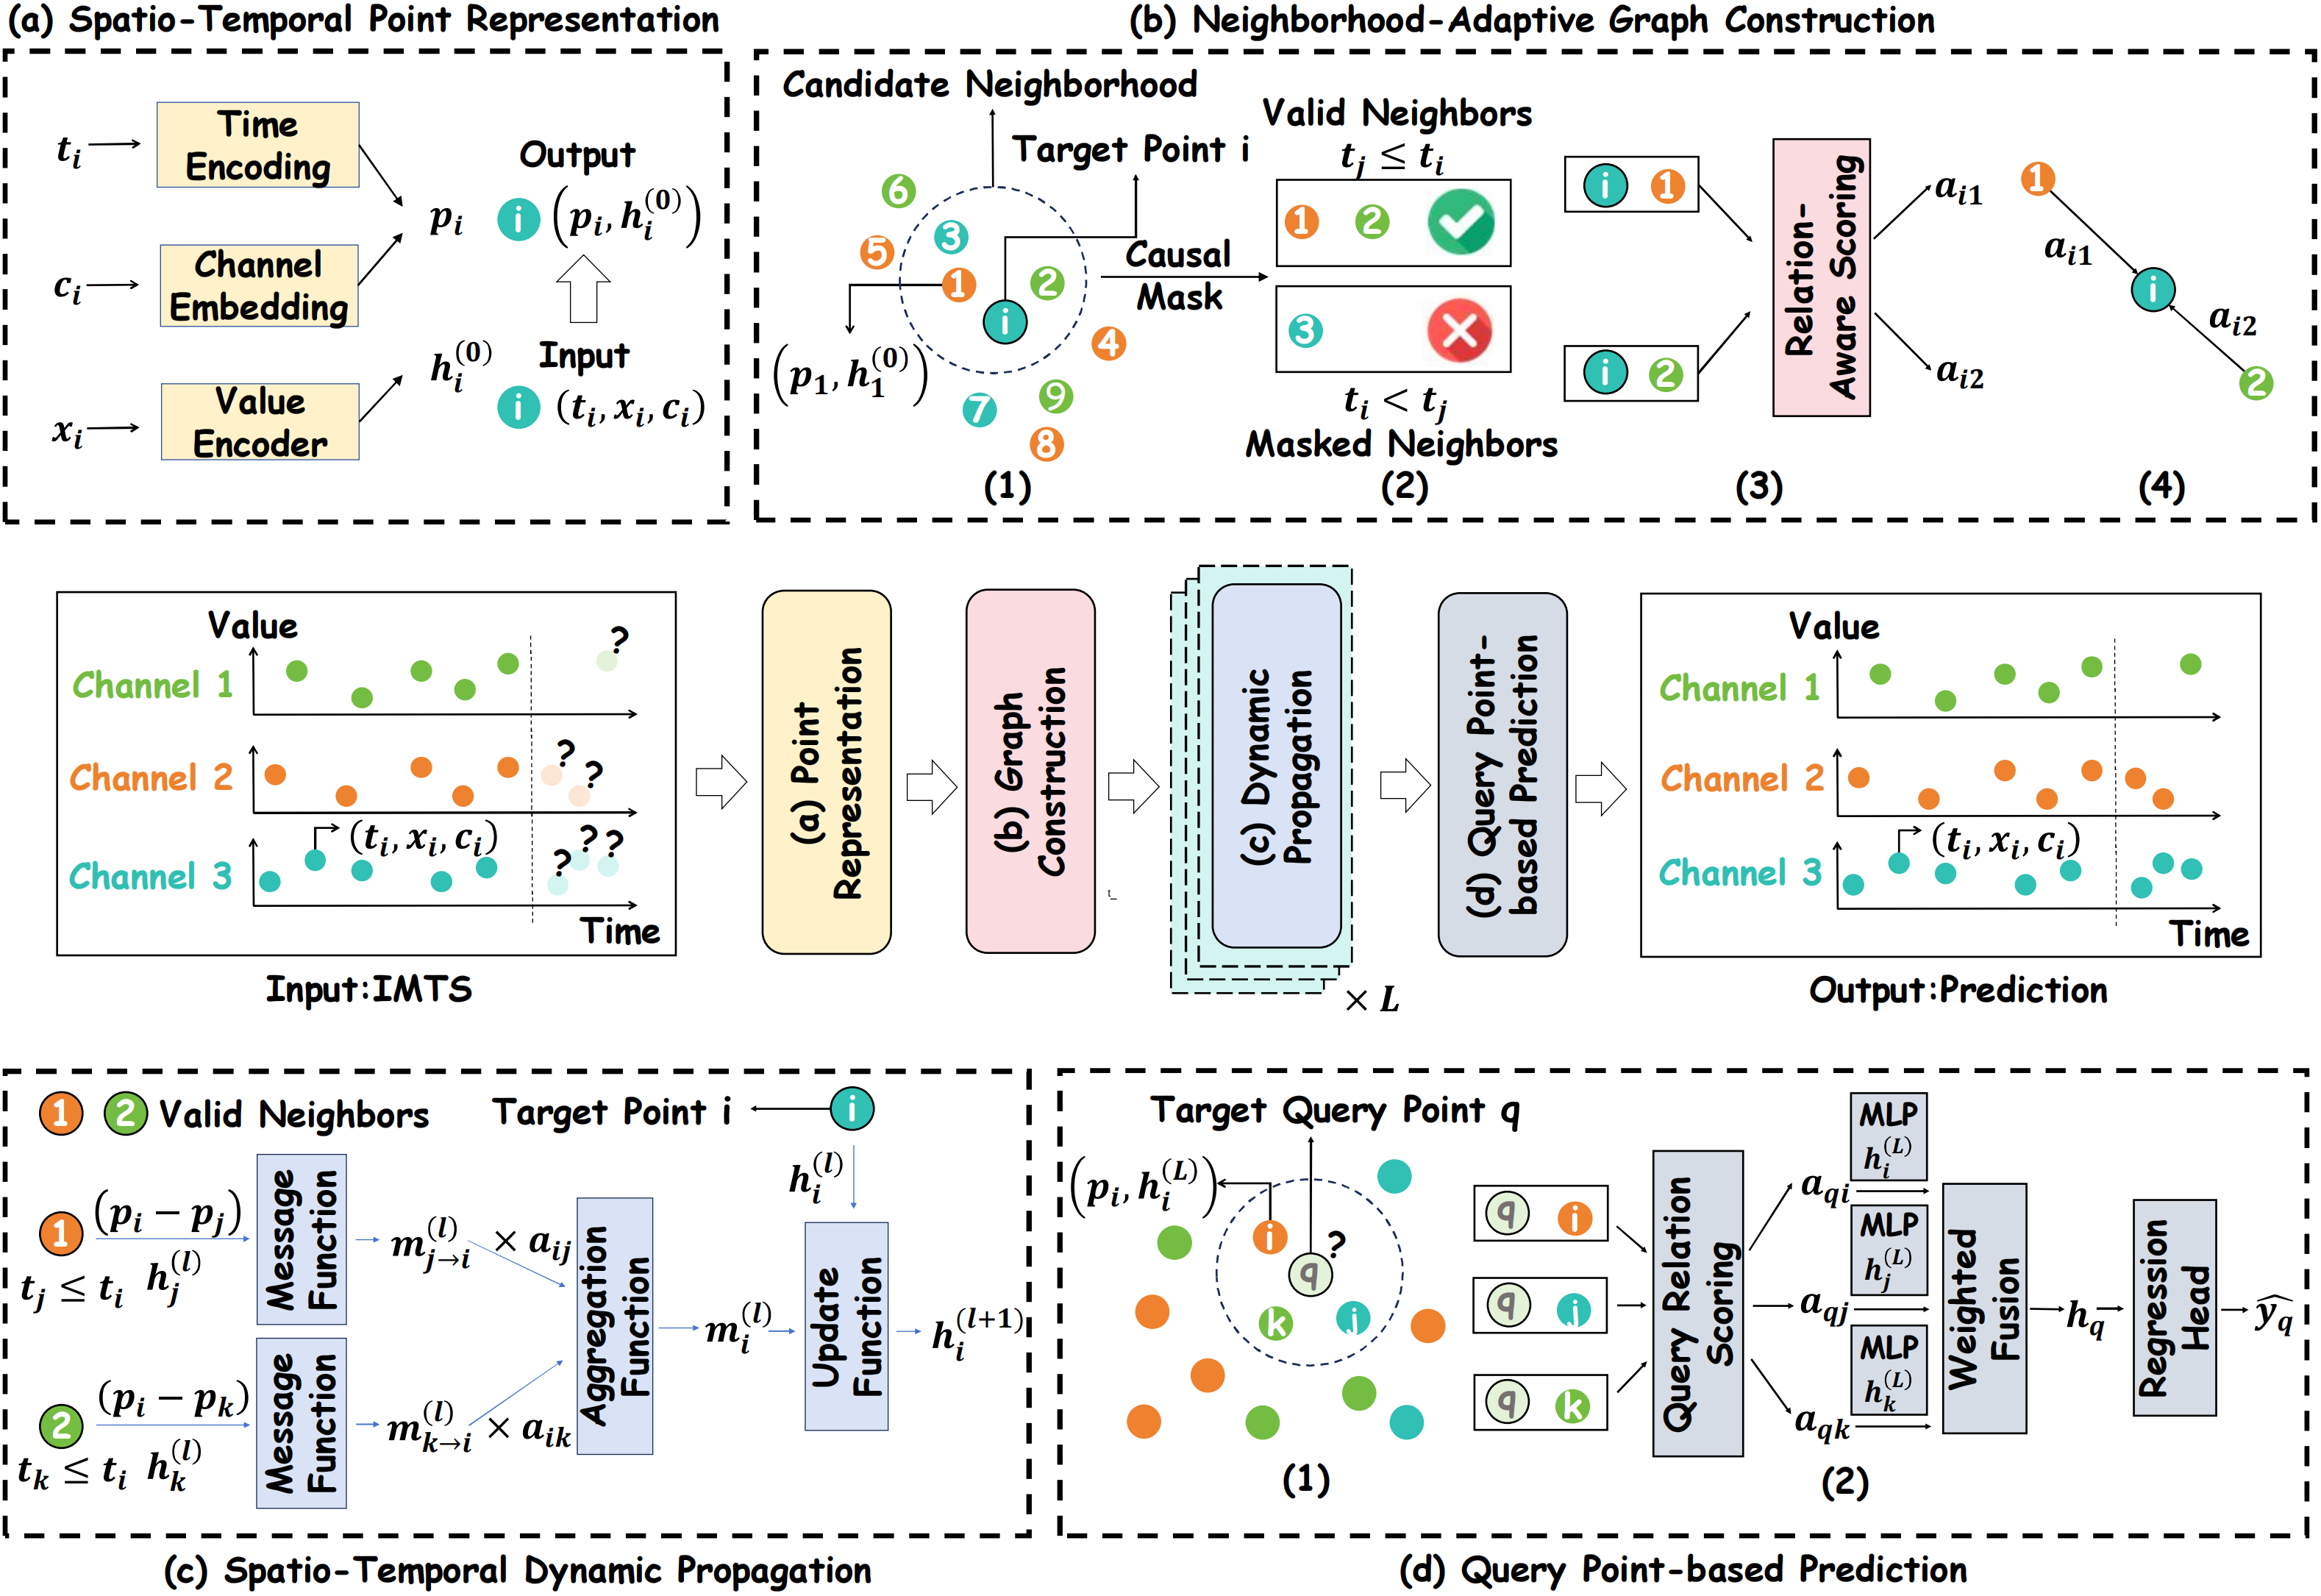 (a) Spatio-Temporal Point Representation
t_i
Time
Encoding
c_i
Channel
Embedding
x_i
Value
Encoder
p_i
h_i^{(0)}
Output
i (p_i, h_i^{(0)})
Input
i (t_i, x_i, c_i)
(b) Neighborhood-Adaptive Graph Construction
Candidate Neighborhood
Target Point i
6
5
3
1
2
i
4
7
9
8
(p_1, h_1^{(0)})
(1)
Causal
Mask
Valid Neighbors
t_j ≤ t_i
1 2
3
t_i < t_j
Masked Neighbors
(2)
i 1
i 2
Relation-
Aware Scoring
a_{i1}
a_{i2}
(3)
1
a_{i1}
i
a_{i2}
2
(4)
Value
Channel 1
?
Channel 2
? ?
(t_i, x_i, c_i)
Channel 3
? ? ?
Time
Input:IMTS
(a) Point
Representation
(b) Graph
Construction
t_
(c) Dynamic
Propagation
× L
(d) Query Point-
based Prediction
Value
Channel 1
Channel 2
(t_i, x_i, c_i)
Channel 3
Time
Output:Prediction
1 2 Valid Neighbors
Target Point i
i
1
(p_i − p_j)
t_j ≤ t_i h_j^{(l)}
Message
Function
m_{j→i}^{(l)} × a_{ij}
2
(p_i − p_k)
t_k ≤ t_i h_k^{(l)}
Message
Function
m_{k→i}^{(l)} × a_{ik}
Aggregation
Function
m_i^{(l)}
h_i^{(l)}
Update
Function
h_i^{(l+1)}
(c) Spatio-Temporal Dynamic Propagation
Target Query Point q
(p_i, h_i^{(L)})
i
?
q
k
j
(1)
q i
q j
q k
Query Relation
Scoring
a_{qi}
a_{qj}
a_{qk}
MLP
h_i^{(L)}
MLP
h_j^{(L)}
MLP
h_k^{(L)}
(2)
Weighted
Fusion
h_q
Regression
Head
\widehat{y_q}
(d) Query Point-based Prediction